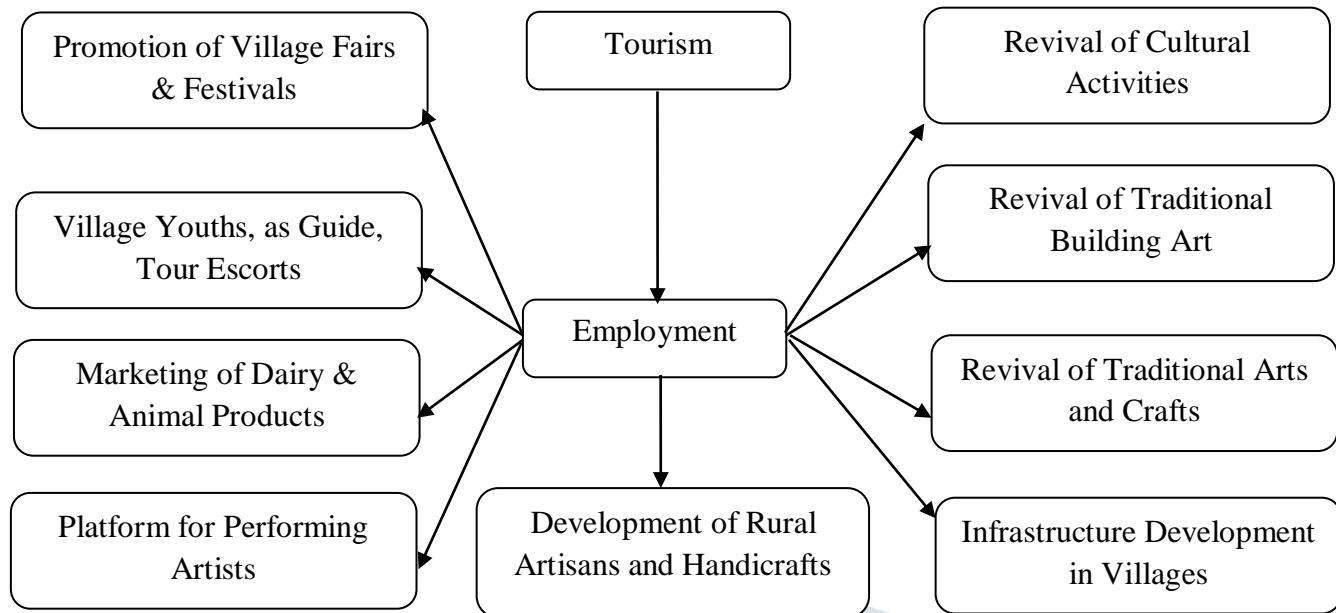 Promotion of Village Fairs
& Festivals
Tourism
Revival of Cultural
Activities
Village Youths, as Guide,
Tour Escorts
Revival of Traditional
Building Art
Employment
Marketing of Dairy &
Animal Products
Revival of Traditional Arts
and Crafts
Platform for Performing
Artists
Development of Rural
Artisans and Handicrafts
Infrastructure Development
in Villages